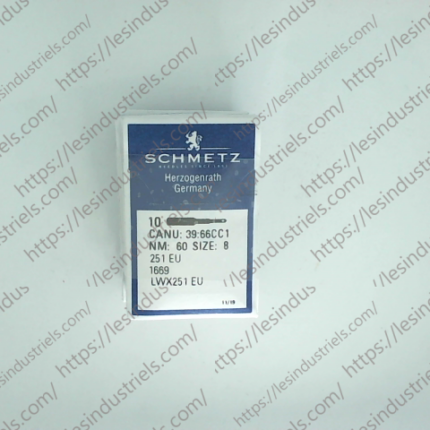 SCHMETZ
Herzogenrath
Germany
10
CANU: 39:66CC1
NM: 60 SIZE: 8
251 EU
1669
LWX251 EU
https://lesindustriels.com/